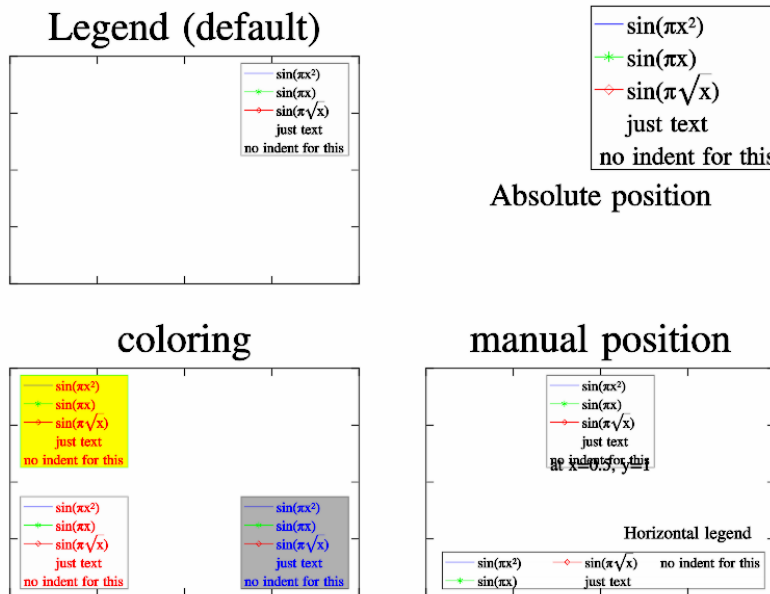 Legend (default)
sin(πx²)
sin(πx)
sin(π√x)
just text
no indent for this
sin(πx²)
sin(πx)
sin(π√x)
just text
no indent for this
Absolute position
coloring
sin(πx²)
sin(πx)
sin(π√x)
just text
no indent for this
sin(πx²)
sin(πx)
sin(π√x)
just text
no indent for this
sin(πx²)
sin(πx)
sin(π√x)
just text
no indent for this
manual position
sin(πx²)
sin(πx)
sin(π√x)
just text
no indent for this
at x=0.5, y=1
Horizontal legend
sin(πx²) sin(π√x) no indent for this
sin(πx) just text